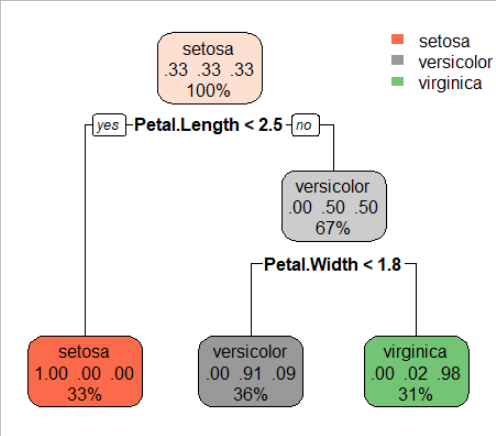 setosa
.33 .33 .33
100%
setosa
versicolor
virginica
yes Petal.Length < 2.5 no
versicolor
.00 .50 .50
67%
Petal.Width < 1.8
setosa
1.00 .00 .00
33%
versicolor
.00 .91 .09
36%
virginica
.00 .02 .98
31%